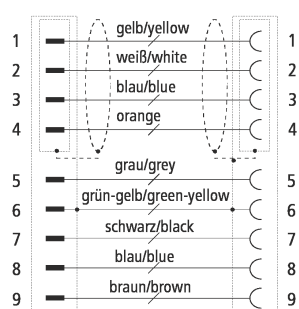 1 gelb/yellow 1
2 weiß/white 2
3 blau/blue 3
4 orange 4
5 grau/grey 5
6 grün-gelb/green-yellow 6
7 schwarz/black 7
8 blau/blue 8
9 braun/brown 9